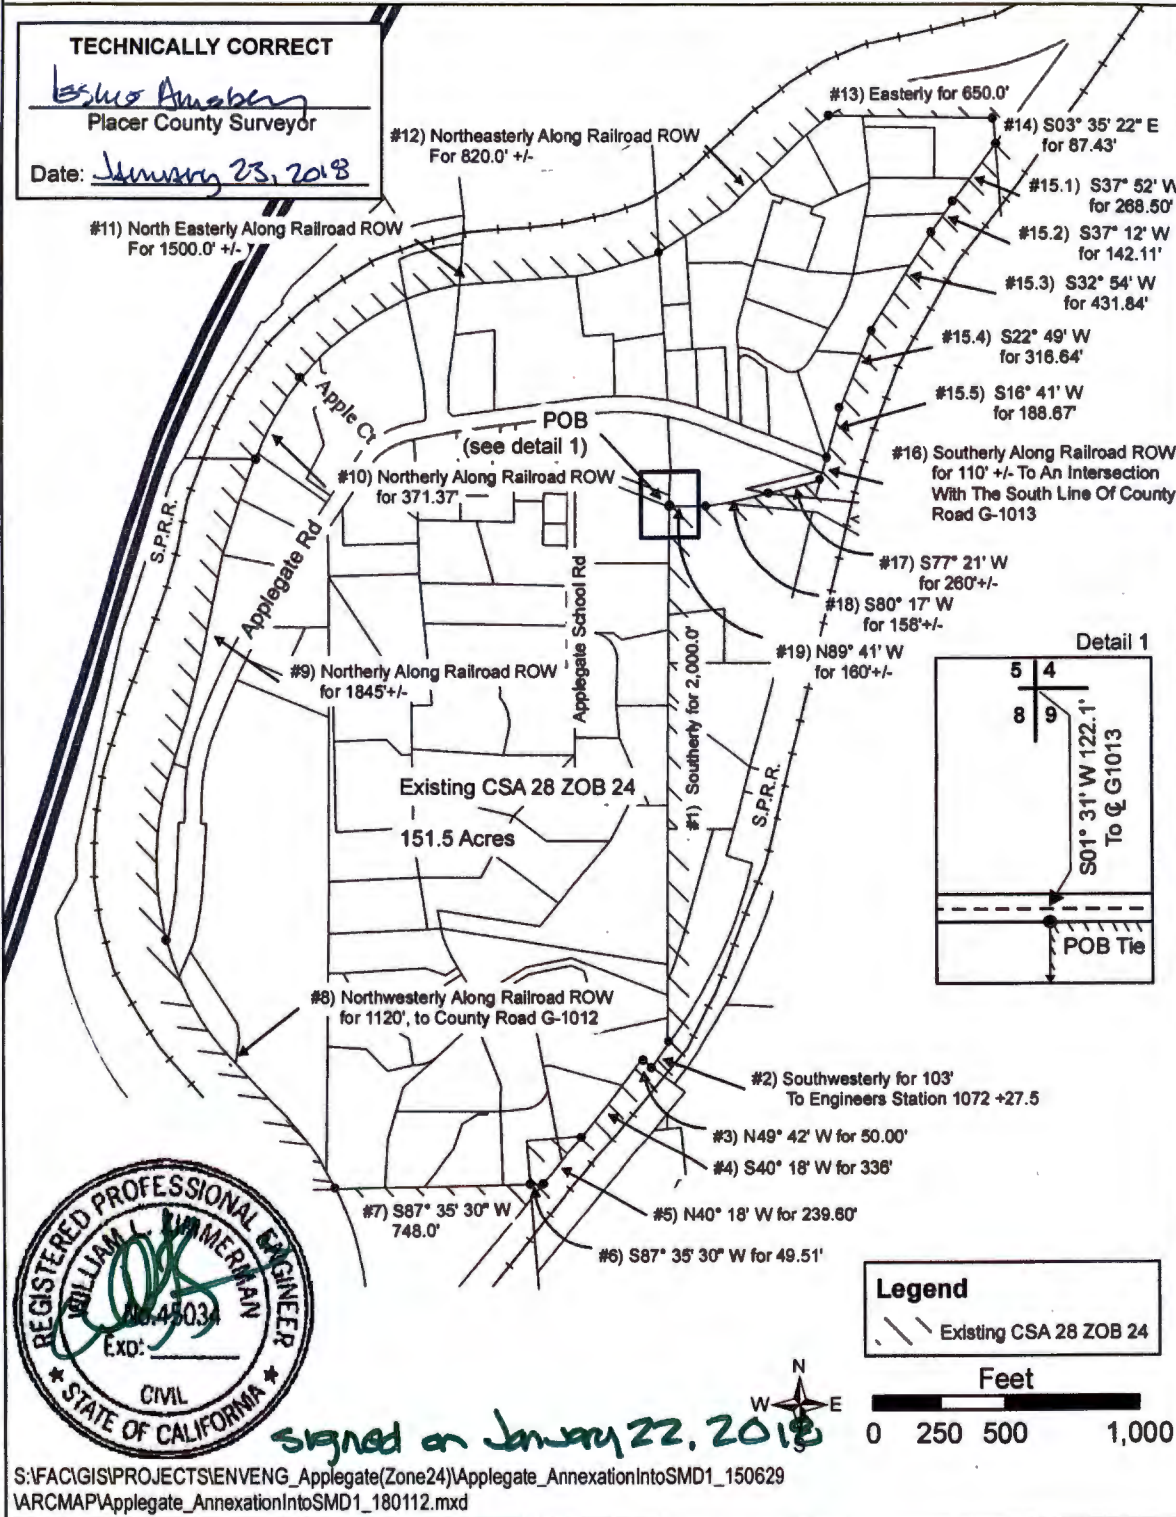 TECHNICALLY CORRECT
Placer County Surveyor
Date: January 23, 2018
#13) Easterly for 650.0'
#12) Northeasterly Along Railroad ROW
For 820.0' +/-
#14) S03° 35' 22" E
for 87.43'
#15.1) S37° 52' W
for 268.50'
#11) North Easterly Along Railroad ROW
For 1500.0' +/-
#15.2) S37° 12' W
for 142.11'
#15.3) S32° 54' W
for 431.84'
#15.4) S22° 49' W
for 316.64'
#15.5) S16° 41' W
for 188.67'
Apple Ct
POB
(see detail 1)
#10) Northerly Along Railroad ROW
for 371.37'
#16) Southerly Along Railroad ROW
for 110' +/- To An Intersection
With The South Line Of County
Road G-1013
S.P.R.R.
Applegate Rd
Applegate School Rd
#17) S77° 21' W
for 260'+/-
#18) S80° 17' W
for 158'+/-
#19) N89° 41' W
for 160'+/-
#9) Northerly Along Railroad ROW
for 1845'+/-
#1) Southerly for 2,000.0'
Detail 1
5 4
8 9
S01° 31' W 122.1'
To ℄ G1013
POB Tie
S.P.R.R.
Existing CSA 28 ZOB 24
151.5 Acres
#8) Northwesterly Along Railroad ROW
for 1120', to County Road G-1012
#2) Southwesterly for 103'
To Engineers Station 1072 +27.5
#3) N49° 42' W for 50.00'
#4) S40° 18' W for 336'
#5) N40° 18' W for 239.60'
#6) S87° 35' 30" W for 49.51'
#7) S87° 35' 30" W
748.0'
REGISTERED PROFESSIONAL ENGINEER
WILLIAM L. ZIMMERMAN
No. 45034
Exp:
CIVIL
STATE OF CALIFORNIA
signed on January 22, 2018
Legend
Existing CSA 28 ZOB 24
N
W E
S
Feet
0 250 500 1,000
S:\FAC\GIS\PROJECTS\ENVENG_Applegate(Zone24)\Applegate_AnnexationIntoSMD1_150629
\ARCMAP\Applegate_AnnexationIntoSMD1_180112.mxd